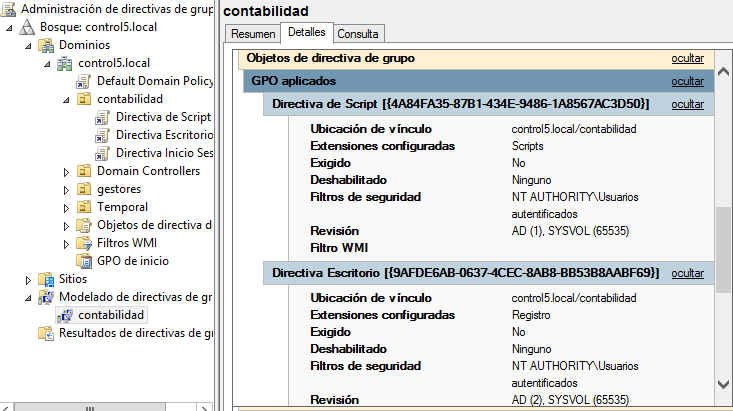 Administración de directivas de grup
Bosque: control5.local
Dominios
control5.local
Default Domain Policy
contabilidad
Directiva de Script
Directiva Escritorio
Directiva Inicio Ses
Domain Controllers
gestores
Temporal
Objetos de directiva d
Filtros WMI
GPO de inicio
Sitios
Modelado de directivas de gr
contabilidad
Resultados de directivas de gr
contabilidad
Resumen Detalles Consulta
Objetos de directiva de grupo ocultar
GPO aplicados ocultar
Directiva de Script [{4A84FA35-87B1-434E-9486-1A8567AC3D50}] ocultar
Ubicación de vínculo control5.local/contabilidad
Extensiones configuradas Scripts
Exigido No
Deshabilitado Ninguno
Filtros de seguridad NT AUTHORITY\Usuarios
autentificados
Revisión AD (1), SYSVOL (65535)
Filtro WMI
Directiva Escritorio [{9AFDE6AB-0637-4CEC-8AB8-BB53B8AABF69}] ocultar
Ubicación de vínculo control5.local/contabilidad
Extensiones configuradas Registro
Exigido No
Deshabilitado Ninguno
Filtros de seguridad NT AUTHORITY\Usuarios
autentificados
Revisión AD (2), SYSVOL (65535)